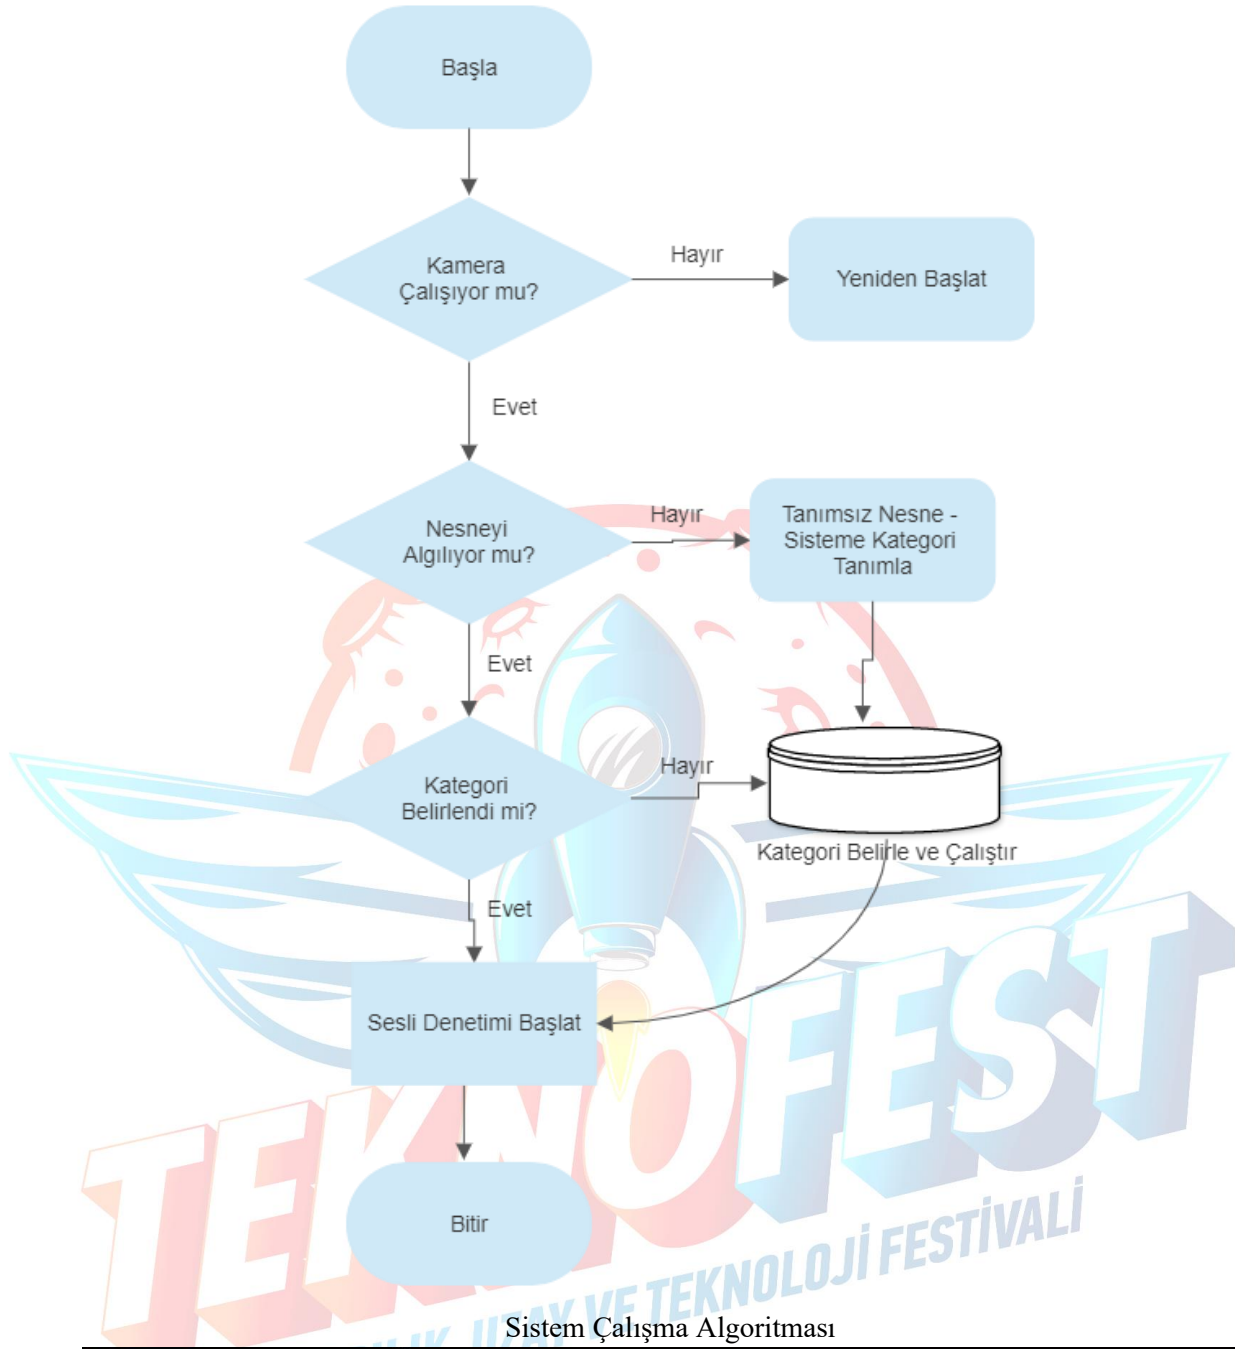 Başla
Kamera
Çalışıyor mu?
Hayır
Yeniden Başlat
Evet
Nesneyi
Algılıyor mu?
Hayır
Tanımsız Nesne -
Sisteme Kategori
Tanımla
Evet
Kategori
Belirlendi mi?
Hayır
Kategori Belirle ve Çalıştır
Evet
Sesli Denetimi Başlat
Bitir
TEKNOFEST
UZAY VE TEKNOLOJİ FESTİVALİ
Sistem Çalışma Algoritması